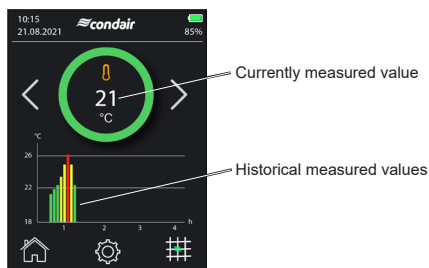 10:15
21.08.2021
condair
85%
21
°C
Currently measured value
°C
26
22
18
1 2 3 4 h
Historical measured values